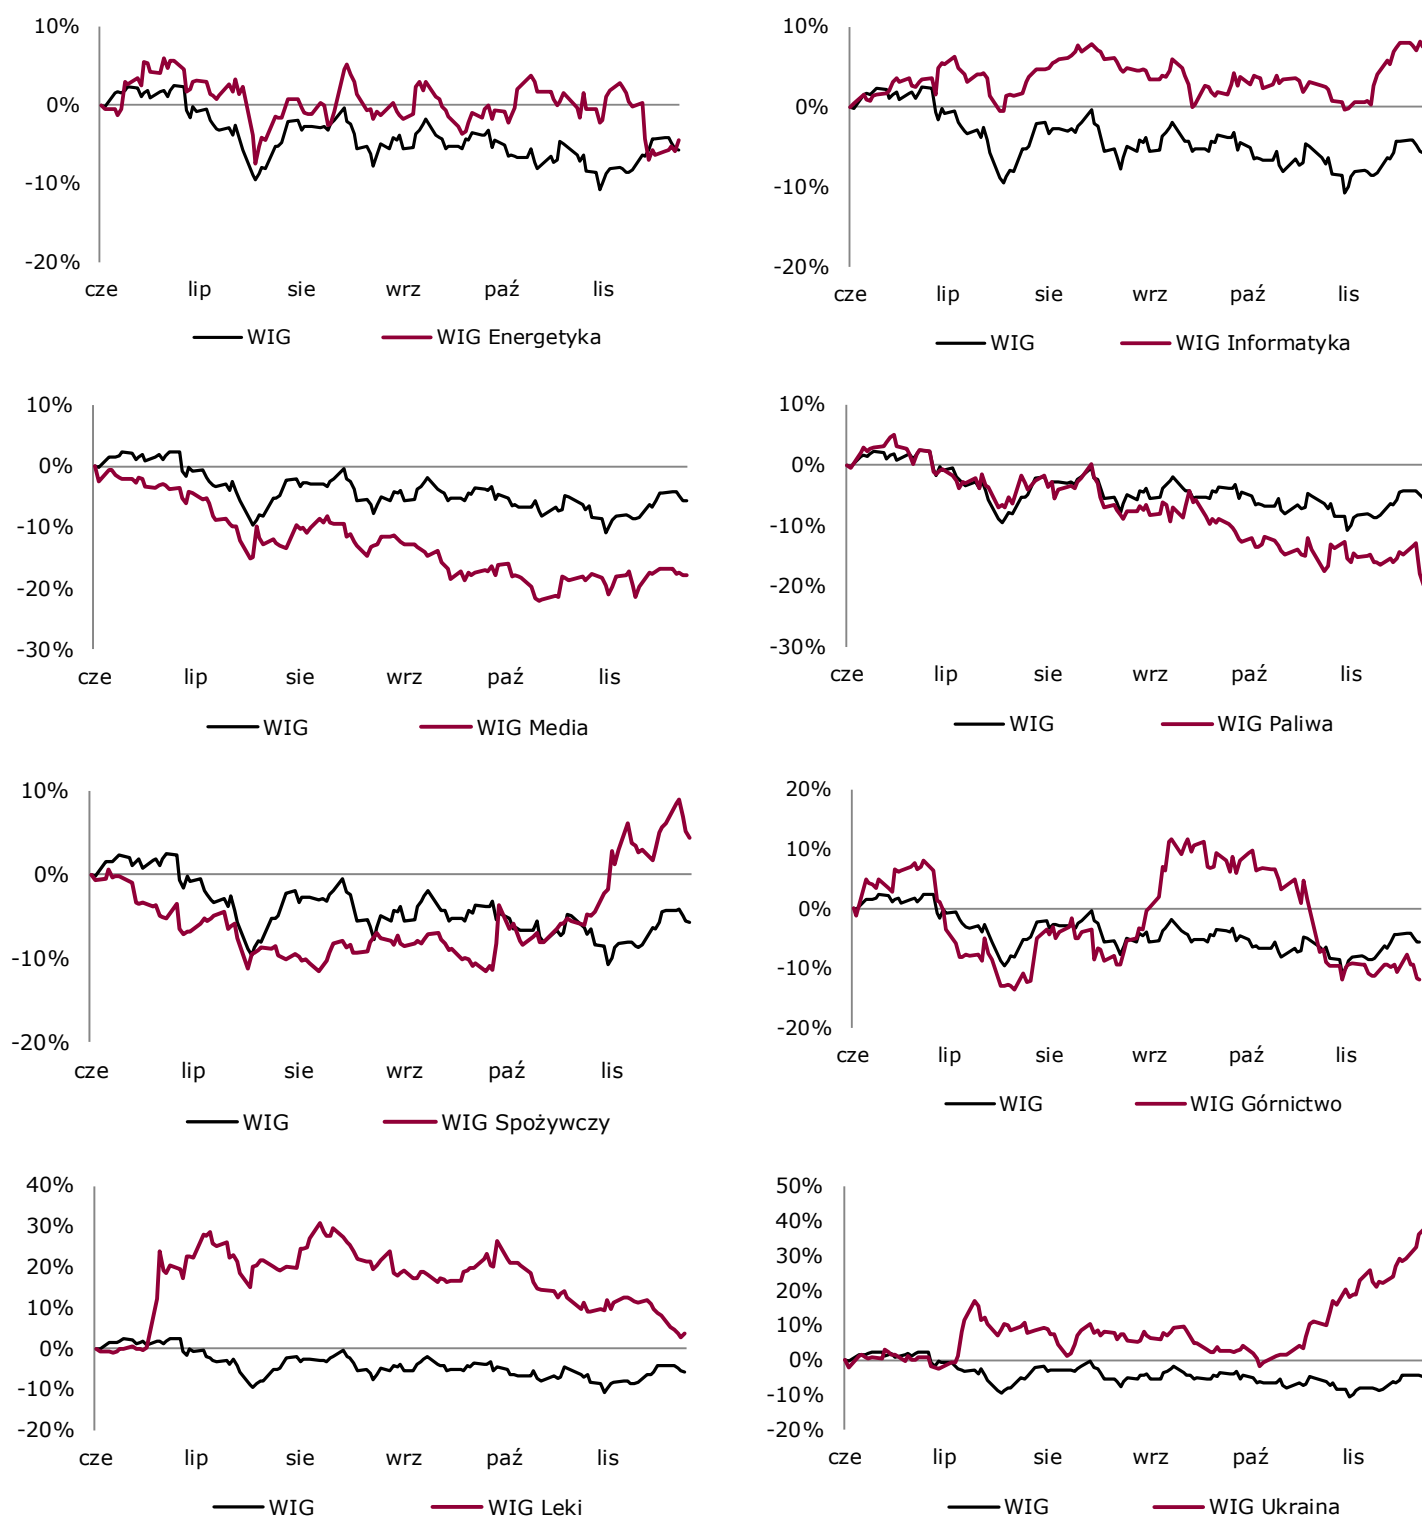 10%
0%
-10%
-20%
cze lip sie wrz paź lis
WIG WIG Energetyka
10%
0%
-10%
-20%
cze lip sie wrz paź lis
WIG WIG Informatyka
10%
0%
-10%
-20%
-30%
cze lip sie wrz paź lis
WIG WIG Media
10%
0%
-10%
-20%
-30%
cze lip sie wrz paź lis
WIG WIG Paliwa
10%
0%
-10%
-20%
cze lip sie wrz paź lis
WIG WIG Spożywczy
20%
10%
0%
-10%
-20%
cze lip sie wrz paź lis
WIG WIG Górnictwo
40%
30%
20%
10%
0%
-10%
-20%
cze lip sie wrz paź lis
WIG WIG Leki
50%
40%
30%
20%
10%
0%
-10%
-20%
cze lip sie wrz paź lis
WIG WIG Ukraina